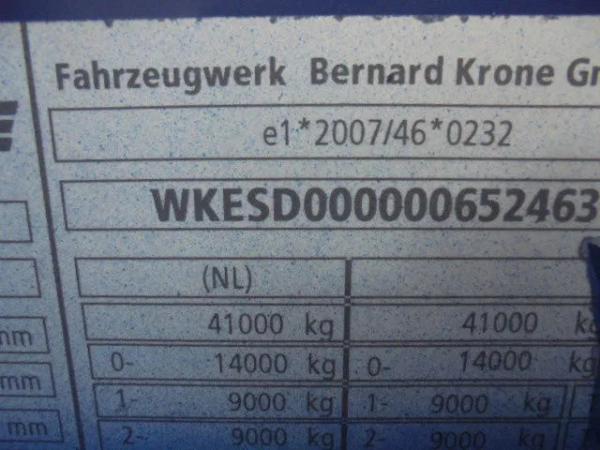 Fahrzeugwerk Bernard Krone
e1*2007/46*0232
WKESD000000652463
(NL)
41000 kg 41000 kg
0- 14000 kg 0- 14000
mm
1- 9000 kg 1- 9000 kg
mm
2- 9000 kg 2- 9000 kg
mm